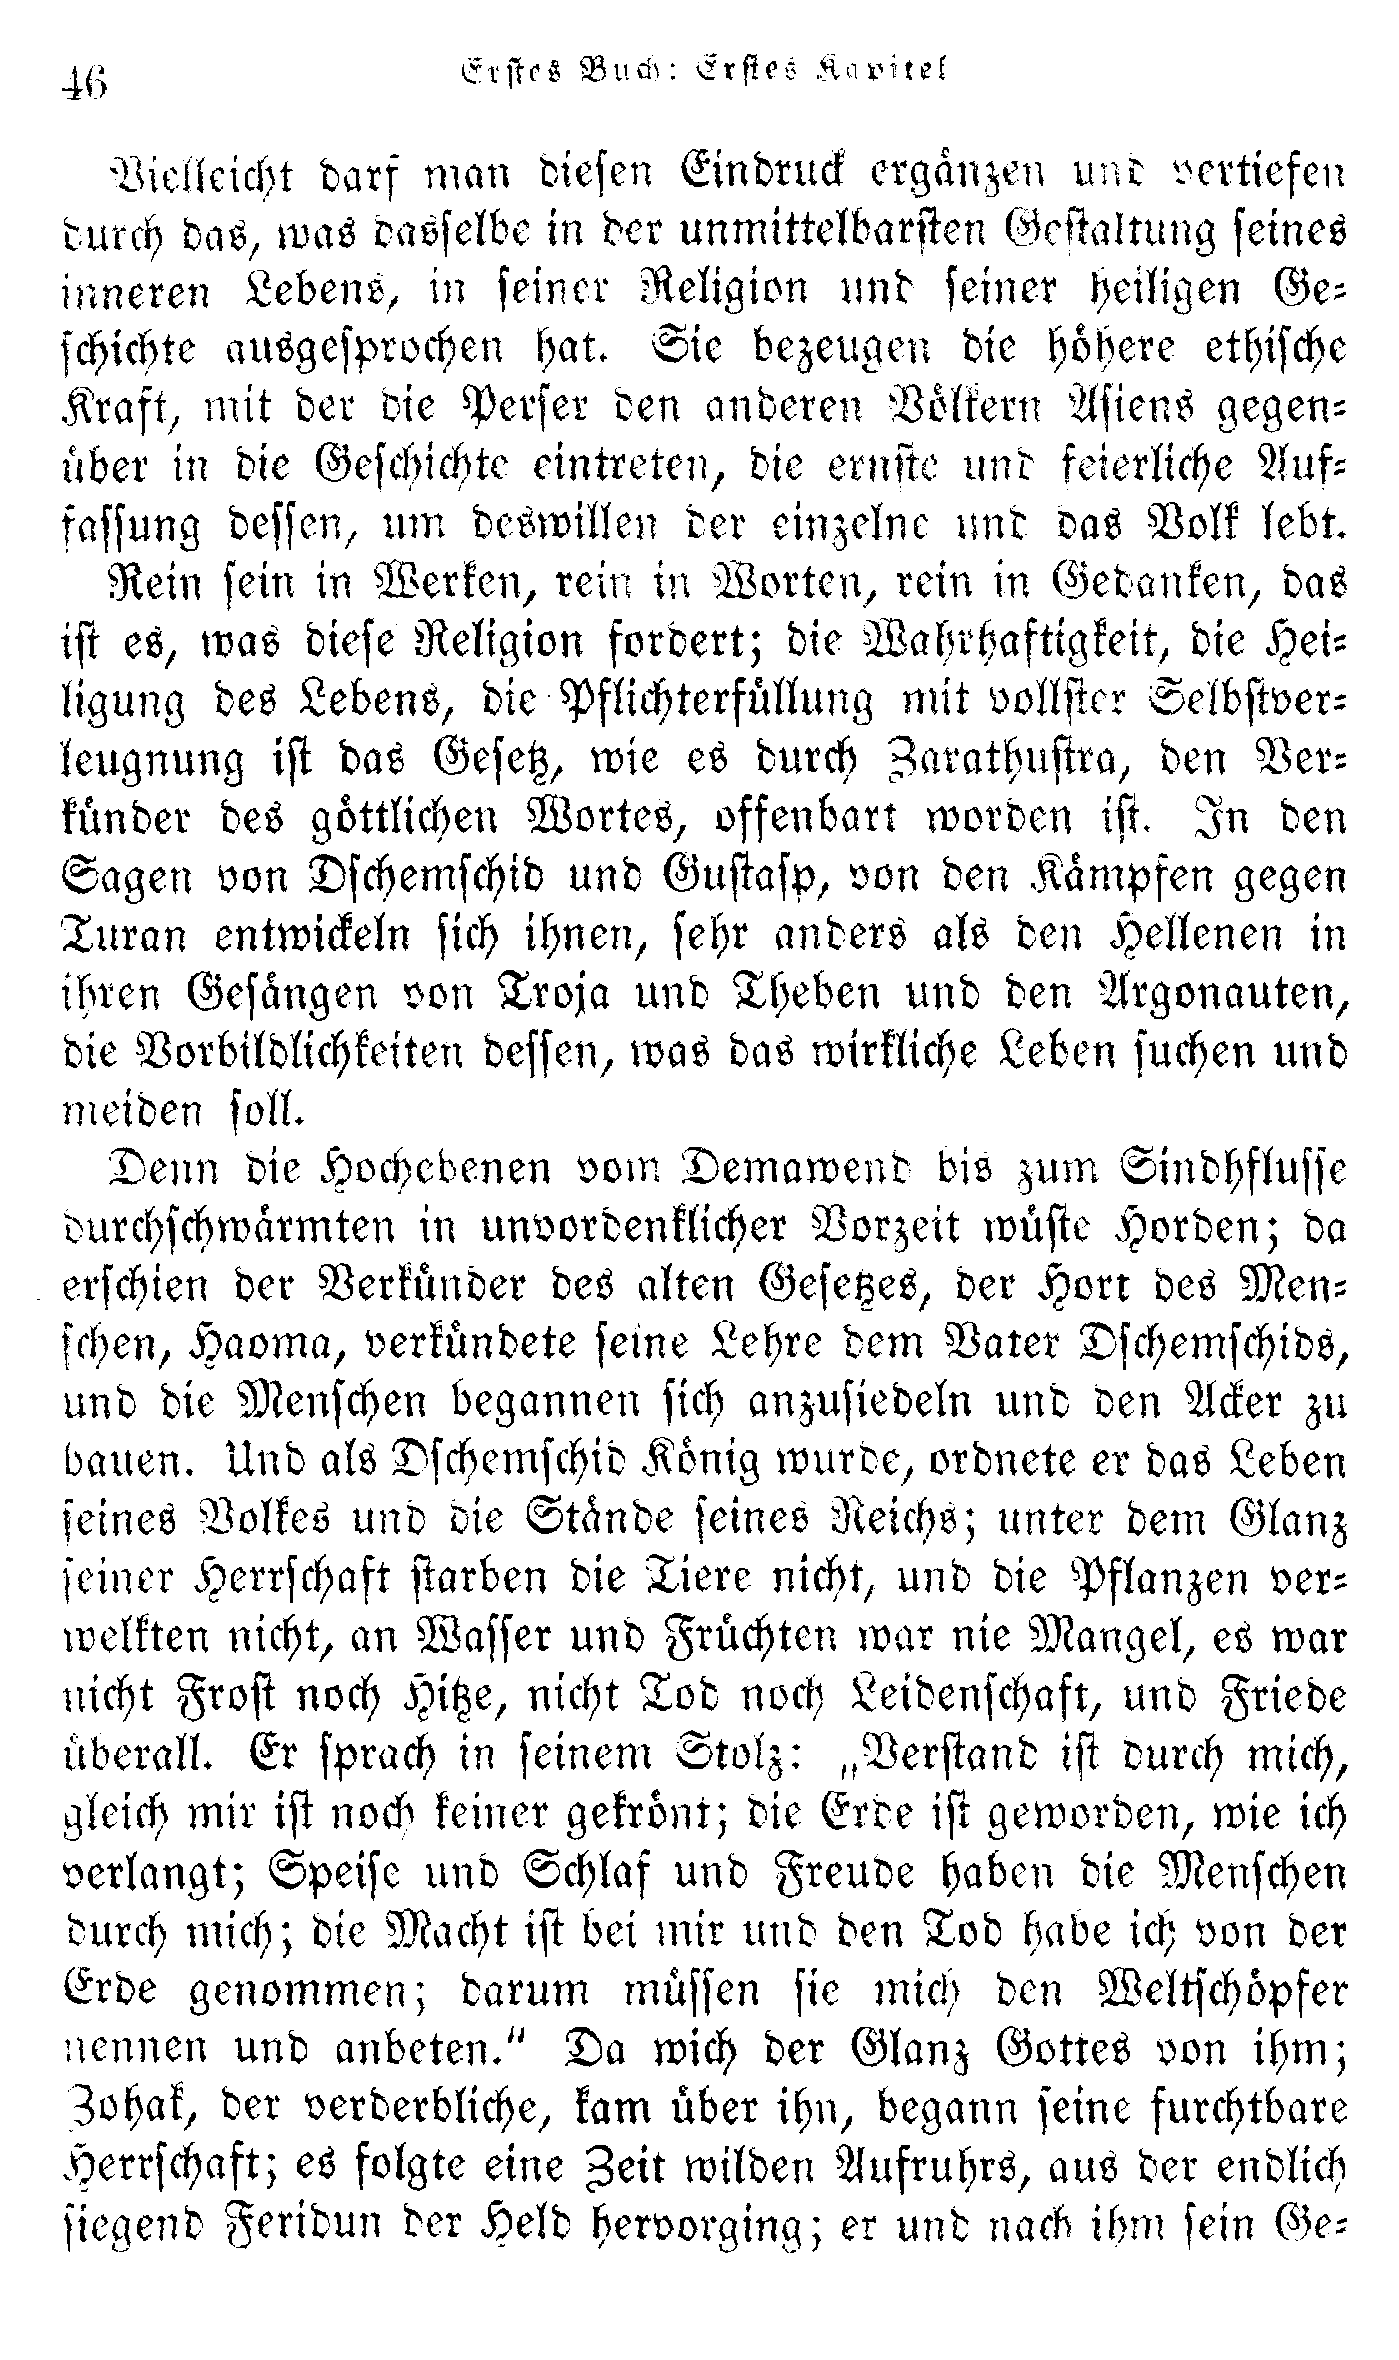 46
Erstes Buch: Erstes Kapitel
Vielleicht darf man diesen Eindruck ergänzen und vertiefen
durch das, was dasselbe in der unmittelbarsten Gestaltung seines
inneren Lebens, in seiner Religion und seiner heiligen Ge-
schichte ausgesprochen hat. Sie bezeugen die höhere ethische
Kraft, mit der die Perser den anderen Völkern Asiens gegen-
über in die Geschichte eintreten, die ernste und feierliche Auf-
fassung dessen, um deswillen der einzelne und das Volk lebt.
Rein sein in Werken, rein in Worten, rein in Gedanken, das
ist es, was diese Religion fordert; die Wahrhaftigkeit, die Hei-
ligung des Lebens, die Pflichterfüllung mit vollster Selbstver-
leugnung ist das Gesetz, wie es durch Zarathustra, den Ver-
künder des göttlichen Wortes, offenbart worden ist. In den
Sagen von Dschemschid und Gustasp, von den Kämpfen gegen
Turan entwickeln sich ihnen, sehr anders als den Hellenen in
ihren Gesängen von Troja und Theben und den Argonauten,
die Vorbildlichkeiten dessen, was das wirkliche Leben suchen und
meiden soll.
Denn die Hochebenen vom Demawend bis zum Sindhflusse
durchschwärmten in unvordenklicher Vorzeit wüste Horden; da
erschien der Verkünder des alten Gesetzes, der Hort des Men-
schen, Haoma, verkündete seine Lehre dem Vater Dschemschids,
und die Menschen begannen sich anzusiedeln und den Acker zu
bauen. Und als Dschemschid König wurde, ordnete er das Leben
seines Volkes und die Stände seines Reichs; unter dem Glanz
seiner Herrschaft starben die Tiere nicht, und die Pflanzen ver-
welkten nicht, an Wasser und Früchten war nie Mangel, es war
nicht Frost noch Hitze, nicht Tod noch Leidenschaft, und Friede
überall. Er sprach in seinem Stolz: „Verstand ist durch mich,
gleich mir ist noch keiner gekrönt; die Erde ist geworden, wie ich
verlangt; Speise und Schlaf und Freude haben die Menschen
durch mich; die Macht ist bei mir und den Tod habe ich von der
Erde genommen; darum müssen sie mich den Weltschöpfer
nennen und anbeten.“ Da wich der Glanz Gottes von ihm;
Zohak, der verderbliche, kam über ihn, begann seine furchtbare
Herrschaft; es folgte eine Zeit wilden Aufruhrs, aus der endlich
siegend Feridun der Held hervorging; er und nach ihm sein Ge-